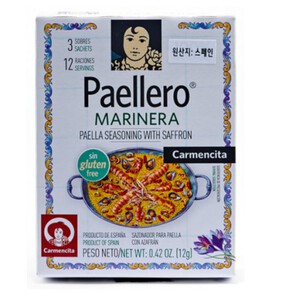 3 SOBRES
SACHETS
12 RACIONES
SERVINGS
원산지: 스페인
Paellero®
MARINERA
PAELLA SEASONING WITH SAFFRON
Carmencita
sin
gluten
free
Carmencita
PRODUCTO DE ESPAÑA
PRODUCT OF SPAIN
SAZONADOR PARA PAELLA
CON AZAFRÁN
PESO NETO/NET WT: 0.42 OZ. (12g)